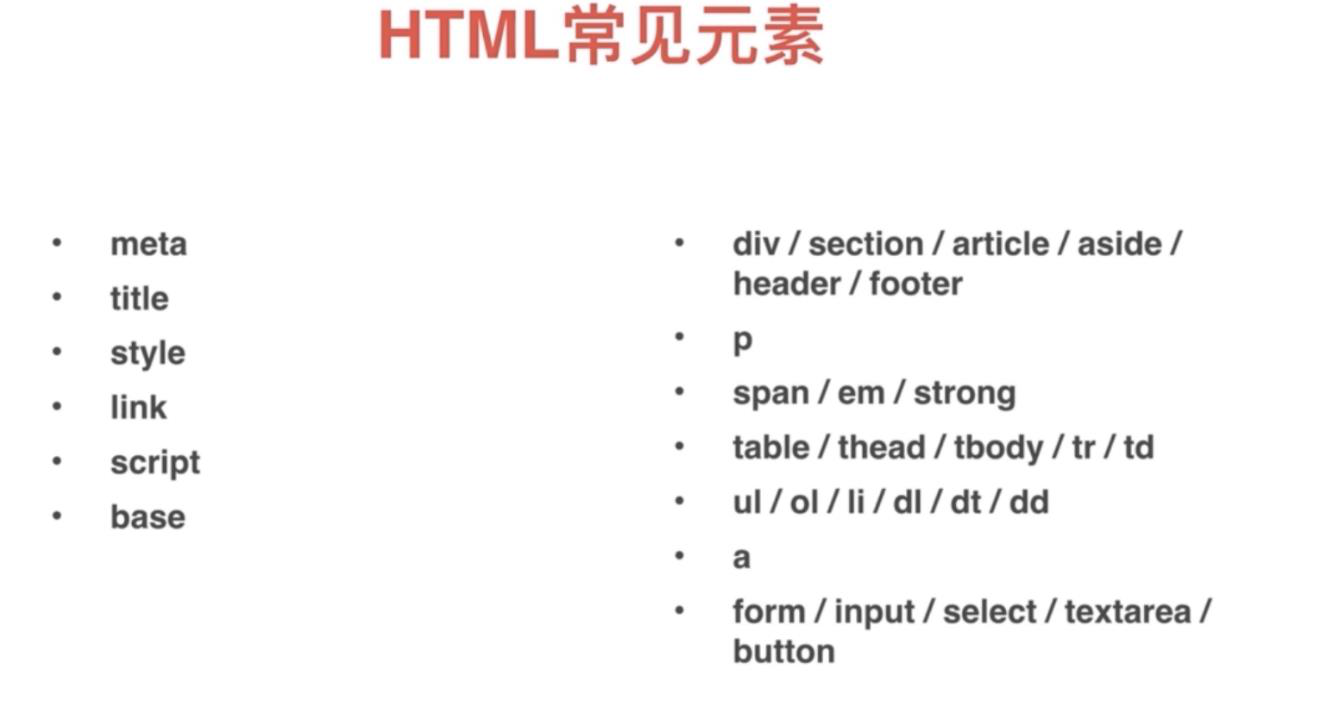 HTML常见元素
• meta
• title
• style
• link
• script
• base
• div / section / article / aside /
header / footer
• p
• span / em / strong
• table / thead / tbody / tr / td
• ul / ol / li / dl / dt / dd
• a
• form / input / select / textarea /
button